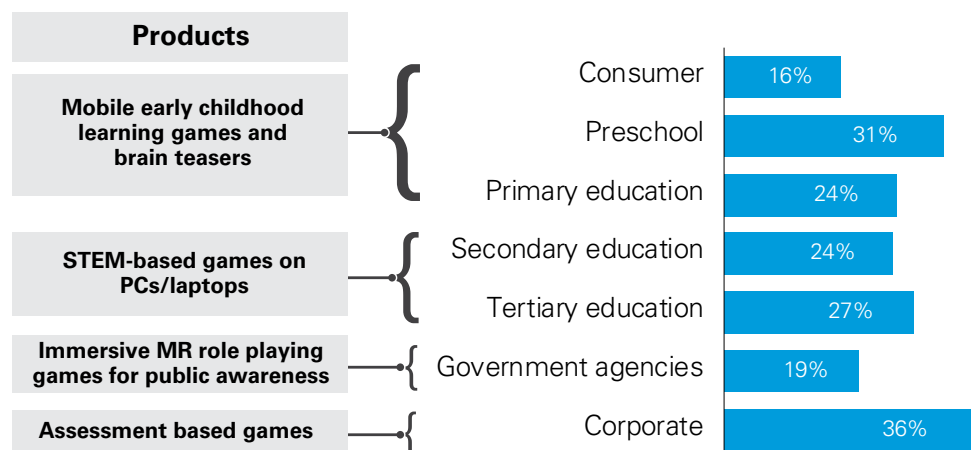 Products
Mobile early childhood
learning games and
brain teasers
STEM-based games on
PCs/laptops
Immersive MR role playing
games for public awareness
Assessment based games
Consumer 16%
Preschool 31%
Primary education 24%
Secondary education 24%
Tertiary education 27%
Government agencies 19%
Corporate 36%